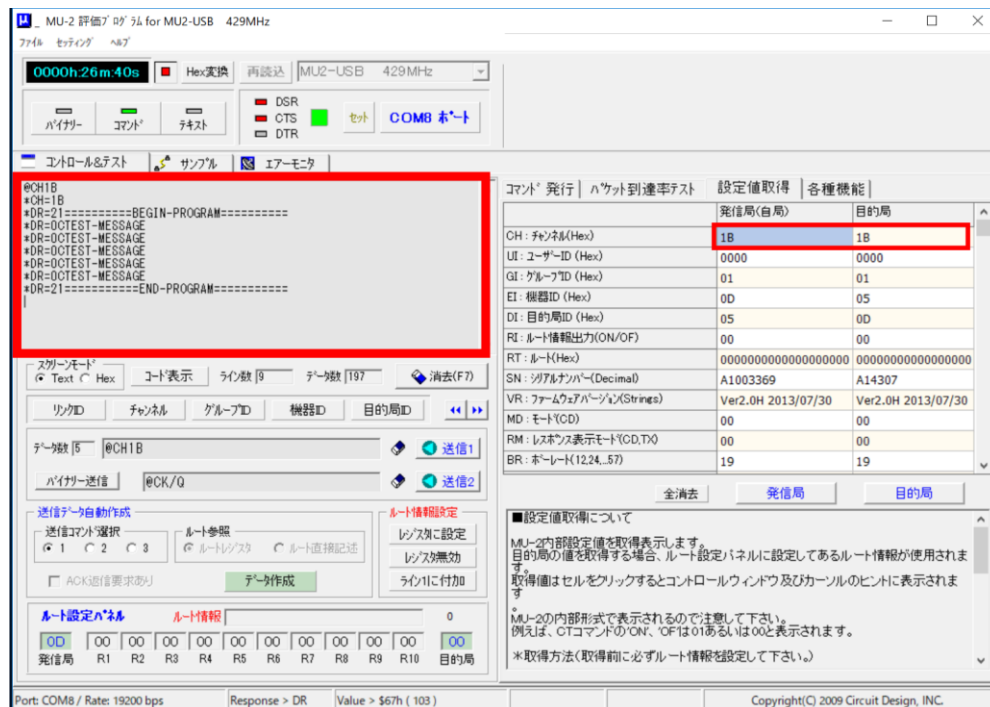 MU-2 評価ﾌﾟﾛｸﾞﾗﾑ for MU2-USB 429MHz
ﾌｧｲﾙ ｾｯﾃｨﾝｸﾞ ﾍﾙﾌﾟ
0000h:26m:40s Hex変換 再読込 MU2-USB 429MHz
ﾊﾞｲﾅﾘｰ ｺﾏﾝﾄﾞ ﾃｷｽﾄ
DSR
CTS
DTR
ｾｯﾄ COM8 ﾎﾟｰﾄ
ｺﾝﾄﾛｰﾙ&ﾃｽﾄ ｻﾝﾌﾟﾙ ｴｱｰﾓﾆﾀ
@CH1B
*CH=1B
*DR=21==========BEGIN-PROGRAM==========
*DR=0CTEST-MESSAGE
*DR=0CTEST-MESSAGE
*DR=0CTEST-MESSAGE
*DR=0CTEST-MESSAGE
*DR=0CTEST-MESSAGE
*DR=21===========END-PROGRAM===========
ｽｸﾘｰﾝﾓｰﾄﾞ
Text Hex ｺｰﾄﾞ表示 ﾗｲﾝ数 9 ﾃﾞｰﾀ数 197 消去(F7)
ﾘﾝｸID ﾁｬﾝﾈﾙ ｸﾞﾙｰﾌﾟID 機器ID 目的局ID
ﾃﾞｰﾀ数 5 @CH1B 送信1
ﾊﾞｲﾅﾘｰ送信 @CK/Q 送信2
送信ﾃﾞｰﾀ自動作成
送信ｺﾏﾝﾄﾞ選択
1 2 3
ﾙｰﾄ参照
ﾙｰﾄﾚｼﾞｽﾀ ﾙｰﾄ直接記述
ACK返信要求あり ﾃﾞｰﾀ作成
ﾙｰﾄ情報設定
ﾚｼﾞｽﾀに設定
ﾚｼﾞｽﾀ無効
ﾗｲﾝ1に付加
ﾙｰﾄ設定ﾊﾟﾈﾙ ﾙｰﾄ情報 0
0D 00 00 00 00 00 00 00 00 00 00 00
発信局 R1 R2 R3 R4 R5 R6 R7 R8 R9 R10 目的局
ｺﾏﾝﾄﾞ発行 ﾊﾟｹｯﾄ到達率ﾃｽﾄ 設定値取得 各種機能
発信局(自局) 目的局
CH : ﾁｬﾝﾈﾙ(Hex) 1B 1B
UI : ﾕｰｻﾞｰID (Hex) 0000 0000
GI : ｸﾞﾙｰﾌﾟID (Hex) 01 01
EI : 機器ID (Hex) 0D 05
DI : 目的局ID (Hex) 05 0D
RI : ﾙｰﾄ情報出力(ON/OF) 00 00
RT : ﾙｰﾄ(Hex) 0000000000000000000 0000000000000000000
SN : ｼﾘｱﾙﾅﾝﾊﾞｰ(Decimal) A1003369 A14307
VR : ﾌｧｰﾑｳｪｱﾊﾞｰｼﾞｮﾝ(Strings) Ver2.0H 2013/07/30 Ver2.0H 2013/07/30
MD : ﾓｰﾄﾞ(CD) 00 00
RM : ﾚｽﾎﾟﾝｽ表示ﾓｰﾄﾞ(CD,TX) 00 00
BR : ﾎﾞｰﾚｰﾄ(12,24,..57) 19 19
全消去 発信局 目的局
■設定値取得について
MU-2内部設定値を取得表示します。
目的局の値を取得する場合、ルート設定パネルに設定してあるルート情報が使用されま
す。
取得値はセルをクリックするとコントロールウィンドウ及びカーソルのヒントに表示されま
す
。
MU-2の内部形式で表示されるので注意して下さい。
例えば、CTコマンドの'ON'、'OF'は01あるいは00と表示されます。
＊取得方法(取得前に必ずルート情報を設定して下さい。)
Port: COM8 / Rate: 19200 bps Response > DR Value > $67h ( 103 ) Copyright(C) 2009 Circuit Design, INC.